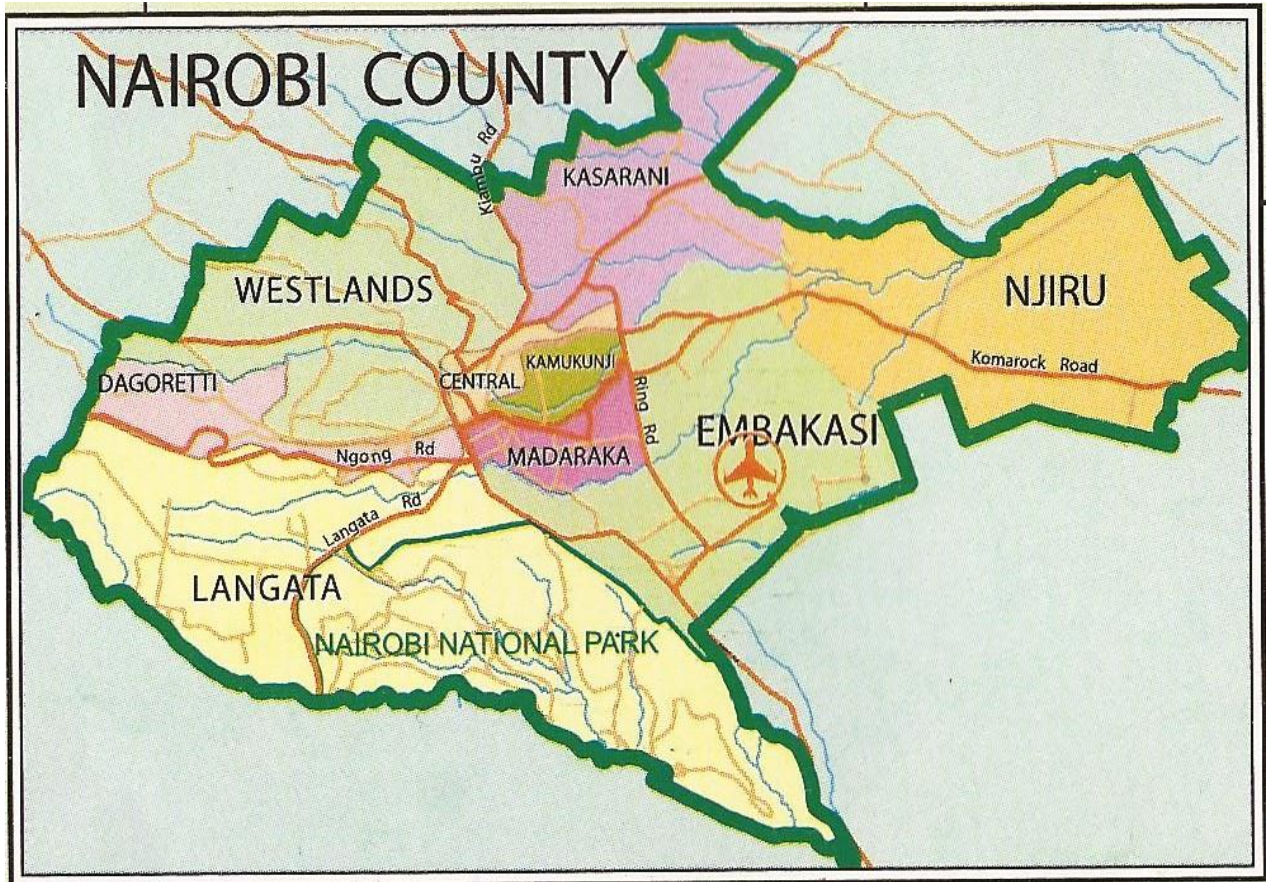 NAIROBI COUNTY
Kiambu Rd
KASARANI
WESTLANDS
NJIRU
KAMUKUNJI
Komarock Road
DAGORETTI
CENTRAL
Ring Rd
EMBAKASI
Ngong Rd
MADARAKA
Langata Rd
LANGATA
NAIROBI NATIONAL PARK